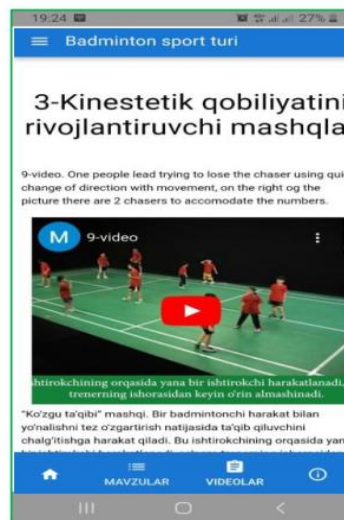 19:24
27%
Badminton sport turi
3-Kinestetik qobiliyatini
rivojlantiruvchi mashqla
9-video. One people lead trying to lose the chaser using qui
change of direction with movement, on the right og the
picture there are 2 chasers to accomodate the numbers.
M 9-video
shtirokchining orqasida yana bir ishtirokchi harakatlanadi,
trenerning ishorasidan keyin o'rin almashinadi.
"Ko'zgu ta'qibi" mashqi. Bir badmintonchi harakat bilan
yo'nalishni tez o'zgartirish natijasida ta'qib qiluvchini
chalg'itishga harakat qiladi. Bu ishtirokchining orqasida yan
MAVZULAR VIDEOLAR